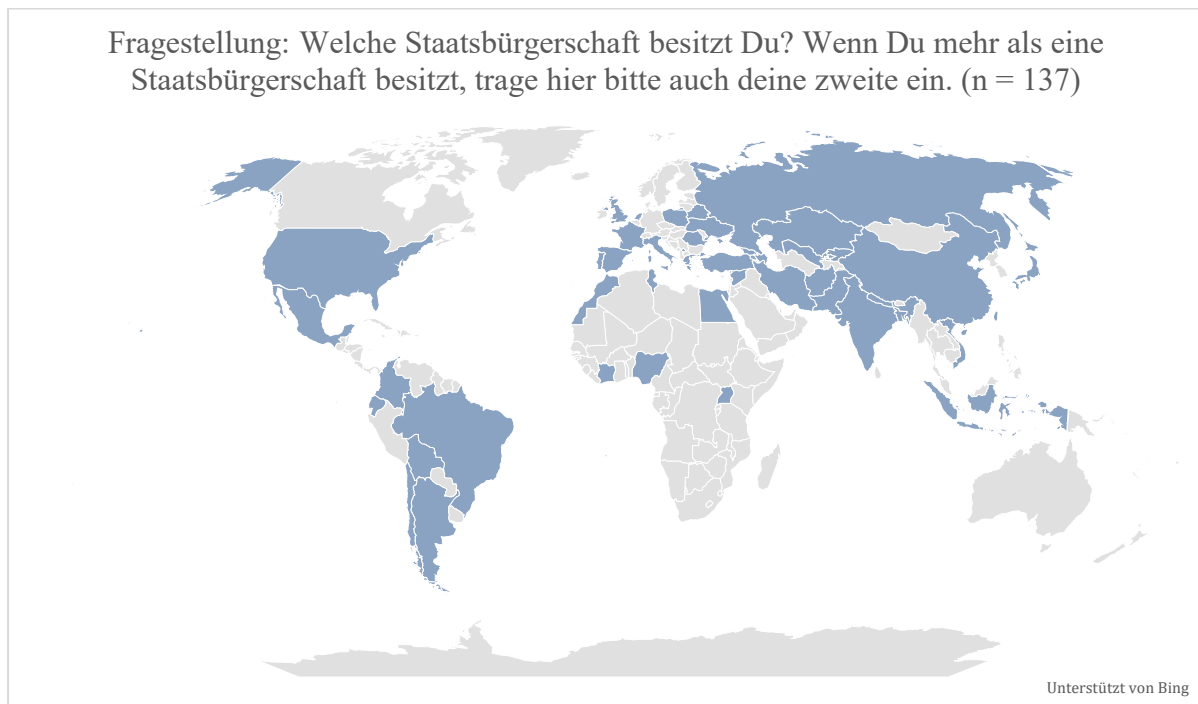 Fragestellung: Welche Staatsbürgerschaft besitzt Du? Wenn Du mehr als eine
Staatsbürgerschaft besitzt, trage hier bitte auch deine zweite ein. (n = 137)
Unterstützt von Bing